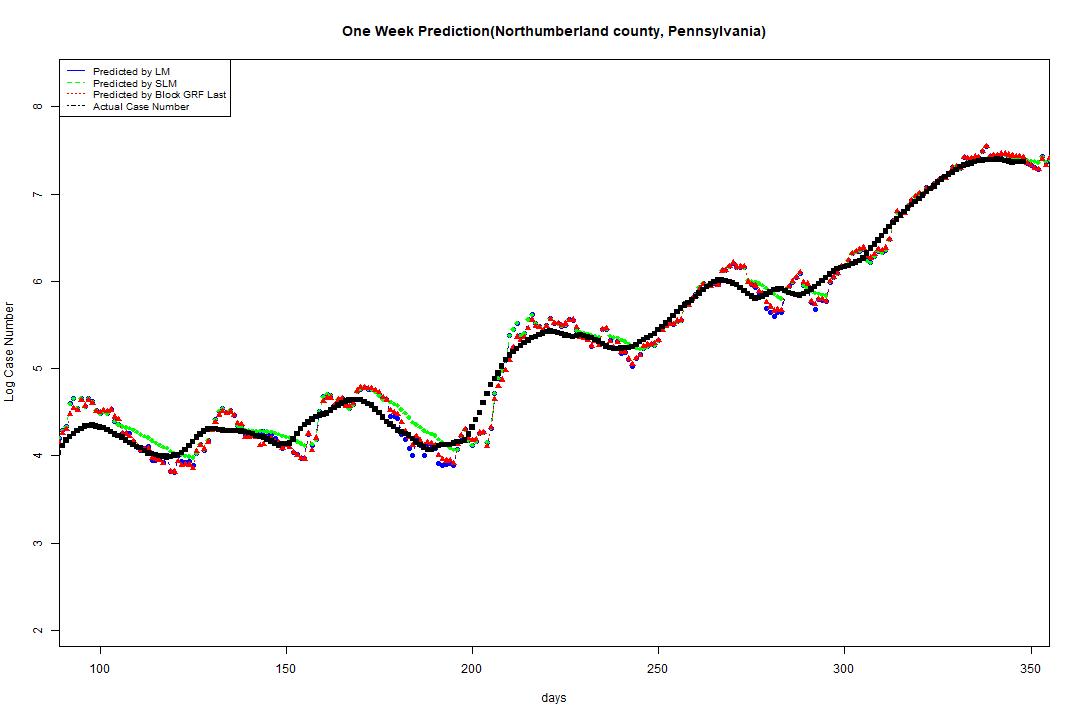 One Week Prediction(Northumberland county, Pennsylvania)
Predicted by LM
Predicted by SLM
Predicted by Block GRF Last
Actual Case Number
8
7
6
5
4
3
2
Log Case Number
100 150 200 250 300 350
days